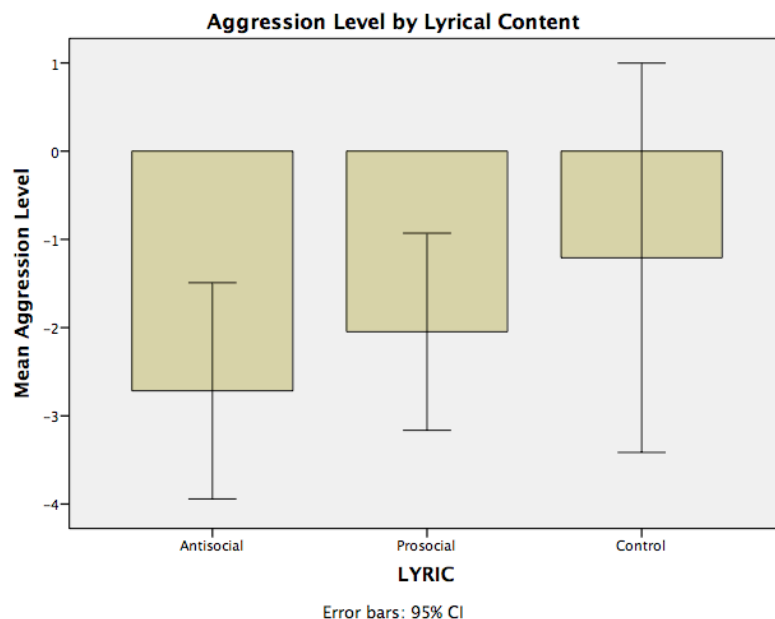 Aggression Level by Lyrical Content
Mean Aggression Level
1
0
-1
-2
-3
-4
Antisocial
Prosocial
Control
LYRIC
Error bars: 95% CI